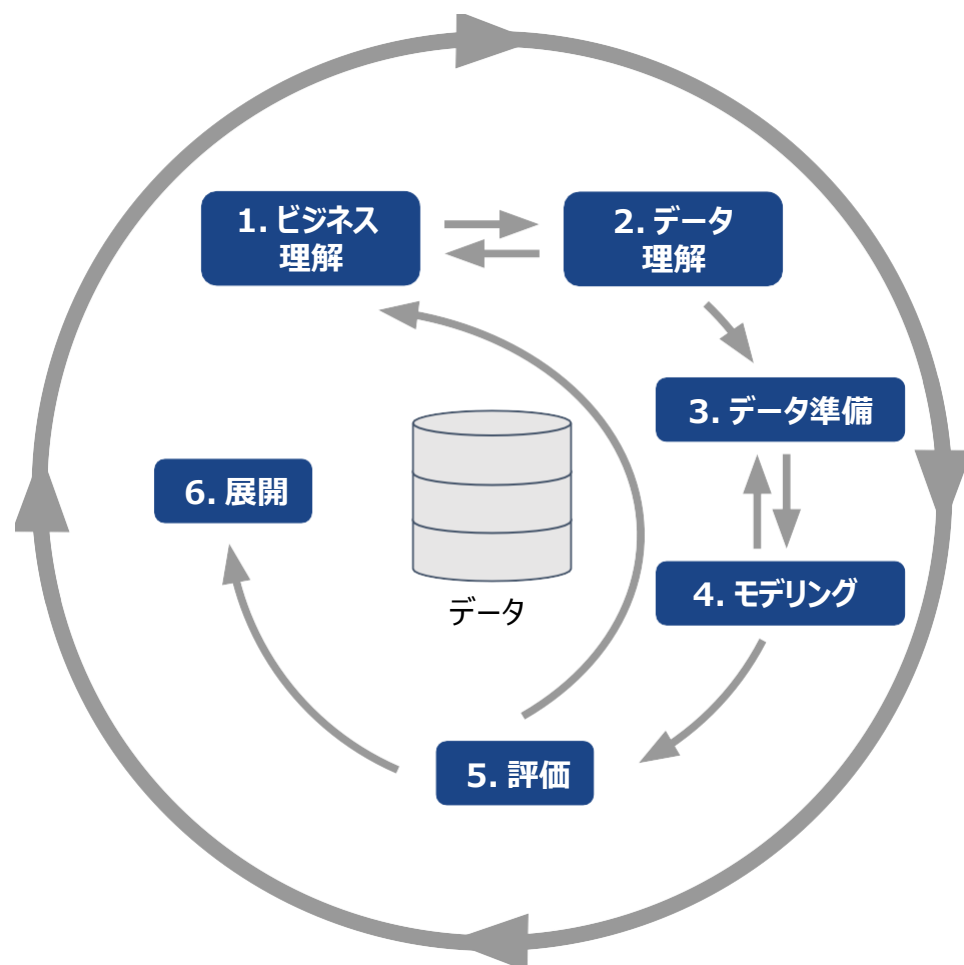 1. ビジネス
理解
2. データ
理解
3. データ準備
6. 展開
4. モデリング
データ
5. 評価